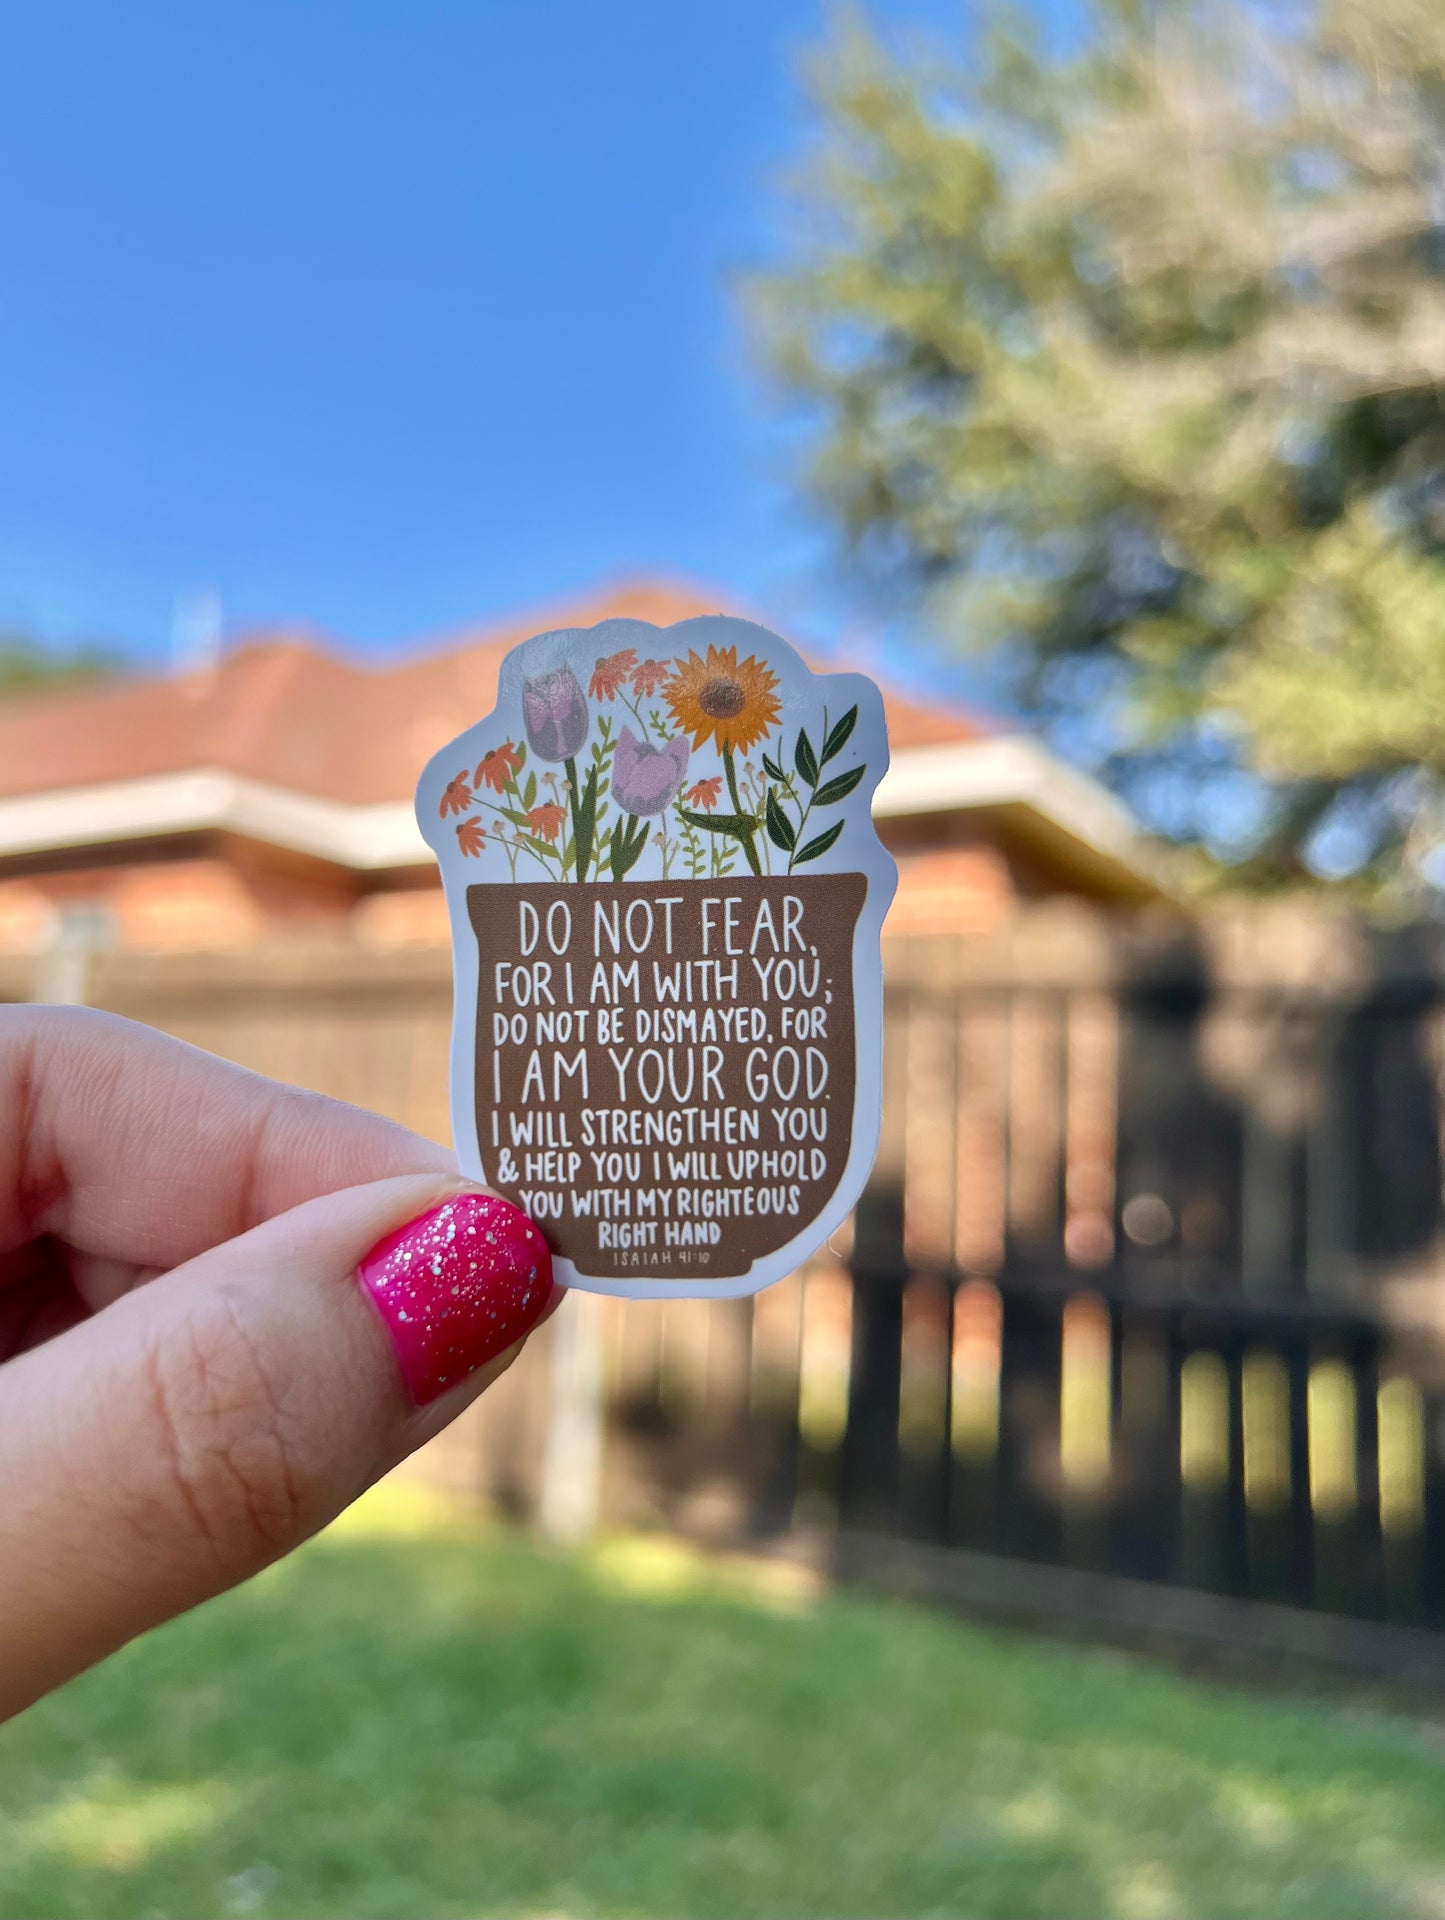 DO NOT FEAR,
FOR I AM WITH YOU;
DO NOT BE DISMAYED, FOR
I AM YOUR GOD.
I WILL STRENGTHEN YOU
& HELP YOU I WILL UPHOLD
YOU WITH MY RIGHTEOUS
RIGHT HAND
ISAIAH 41:10